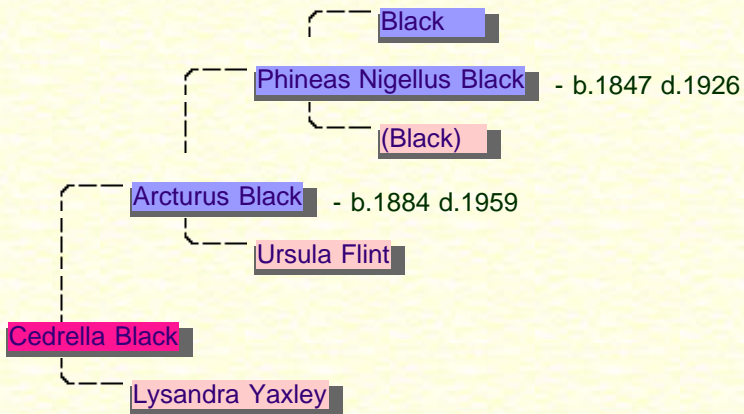 Black
Phineas Nigellus Black - b.1847 d.1926
(Black)
Arcturus Black - b.1884 d.1959
Ursula Flint
Cedrella Black
Lysandra Yaxley